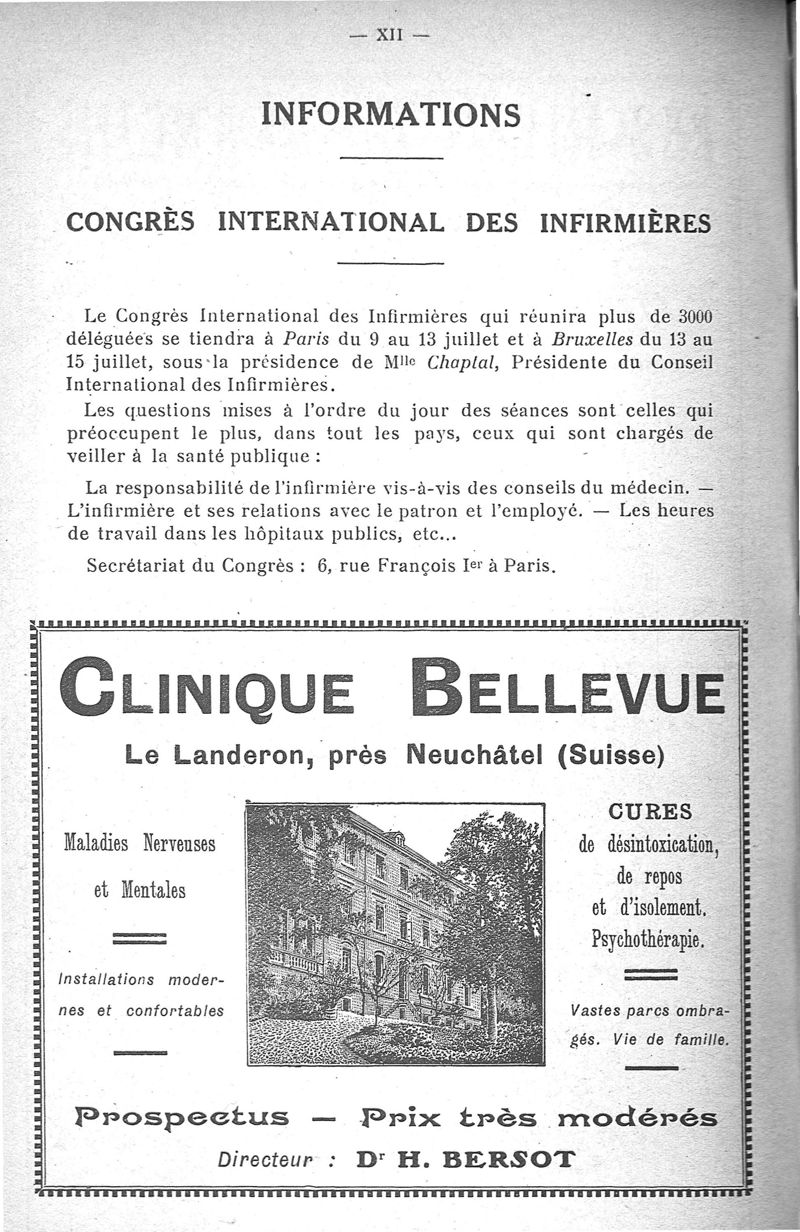 — XII —
INFORMATIONS
CONGRÈS INTERNATIONAL DES INFIRMIÈRES
Le Congrès International des Infirmières qui réunira plus de 3000
déléguées se tiendra à Paris du 9 au 13 juillet et à Bruxelles du 13 au
15 juillet, sous la présidence de Mlle Chaptal, Présidente du Conseil
International des Infirmières.
Les questions mises à l'ordre du jour des séances sont celles qui
préoccupent le plus, dans tout les pays, ceux qui sont chargés de
veiller à la santé publique :
La responsabilité de l'infirmière vis-à-vis des conseils du médecin. —
L'infirmière et ses relations avec le patron et l'employé. — Les heures
de travail dans les hôpitaux publics, etc...
Secrétariat du Congrès : 6, rue François Ier à Paris.
CLINIQUE BELLEVUE
Le Landeron, près Neuchâtel (Suisse)
Maladies Nerveuses
et Mentales
Installations moder-
nes et confortables
CURES
de désintoxication,
de repos
et d'isolement.
Psychothérapie.
Vastes parcs ombra-
gés. Vie de famille.
Prospectus — Prix très modérés
Directeur : Dr H. BERSOT